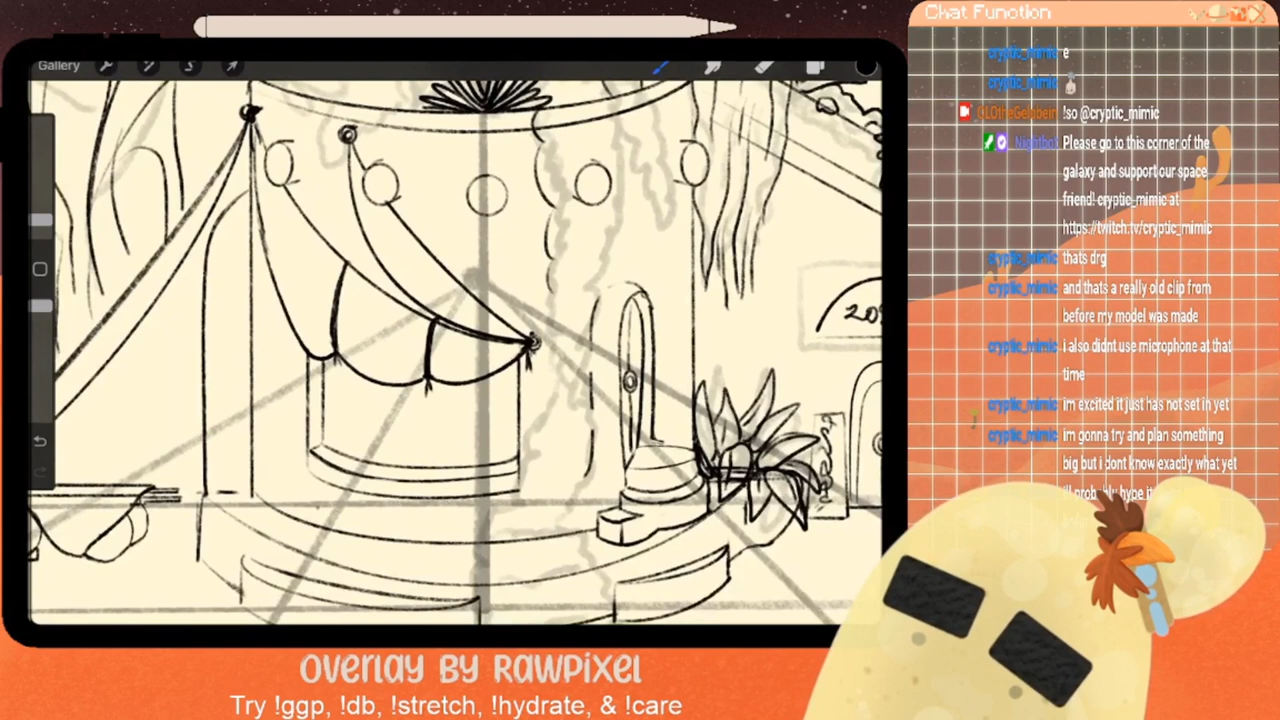 Chat Function
Gallery
cryptic_mimic e
cryptic_mimic
!so @cryptic_mimic
Nightbot Please go to this corner of the
galaxy and support our space
friend! cryptic_mimic at
https://twitch.tv/cryptic_mimic
cryptic_mimic thats drg
cryptic_mimic and thats a really old clip from
before my model was made
cryptic_mimic i also didnt use microphone at that
time
cryptic_mimic im excited it just has not set in yet
cryptic_mimic im gonna try and plan something
big but i dont know exactly what yet
Overlay by Rawpixel
Try !ggp, !db, !stretch, !hydrate, & !care